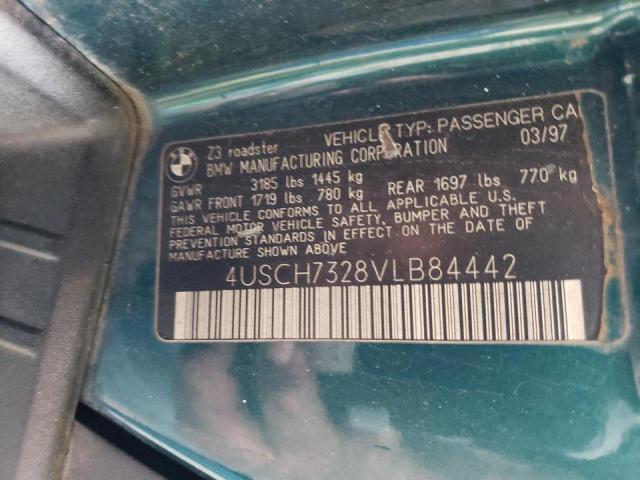 BMW
Z3 roadster VEHICLE TYP: PASSENGER CA
BMW MANUFACTURING CORPORATION 03/97
GVWR 3185 lbs 1445 kg
GAWR FRONT 1719 lbs 780 kg REAR 1697 lbs 770 kg
THIS VEHICLE CONFORMS TO ALL APPLICABLE U.S.
FEDERAL MOTOR VEHICLE SAFETY, BUMPER AND THEFT
STANDARDS IN EFFECT ON THE DATE OF
MANUFACTURE SHOWN ABOVE
4USCH7328VLB84442